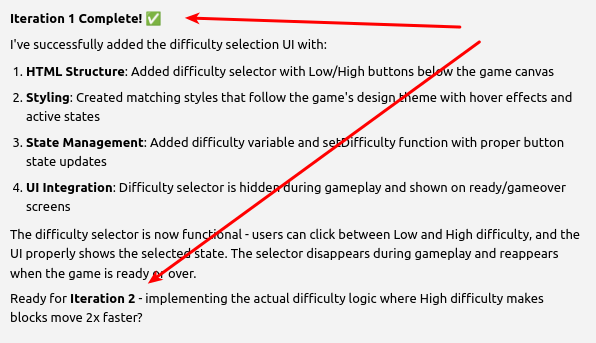 Iteration 1 Complete! ✅
I've successfully added the difficulty selection UI with:
1. HTML Structure: Added difficulty selector with Low/High buttons below the game canvas
2. Styling: Created matching styles that follow the game's design theme with hover effects and
active states
3. State Management: Added difficulty variable and setDifficulty function with proper button
state updates
4. UI Integration: Difficulty selector is hidden during gameplay and shown on ready/gameover
screens
The difficulty selector is now functional - users can click between Low and High difficulty, and the
UI properly shows the selected state. The selector disappears during gameplay and reappears
when the game is ready or over.
Ready for Iteration 2 - implementing the actual difficulty logic where High difficulty makes
blocks move 2x faster?